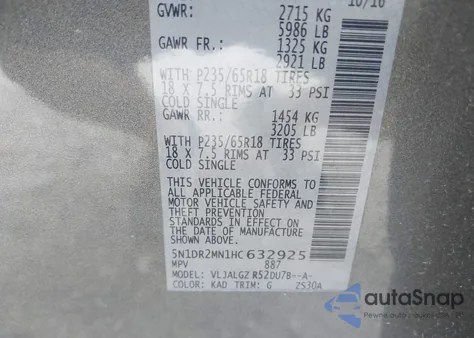 10/16
GVWR: 2715 KG
5986 LB
GAWR FR.: 1325 KG
2921 LB
WITH P235/65R18 TIRES
18 X 7.5 RIMS AT 33 PSI
COLD SINGLE
GAWR RR.: 1454 KG
3205 LB
WITH P235/65R18 TIRES
18 X 7.5 RIMS AT 33 PSI
COLD SINGLE
THIS VEHICLE CONFORMS TO
ALL APPLICABLE FEDERAL
MOTOR VEHICLE SAFETY AND
THEFT PREVENTION
STANDARDS IN EFFECT ON
THE DATE OF MANUFACTURE
SHOWN ABOVE.
5N1DR2MN1HC632925
MPV 887
MODEL: VLJALGZ R52DU7B--A-
COLOR: KAD TRIM: G ZS30A
autoSnap
Pewne auto z USA